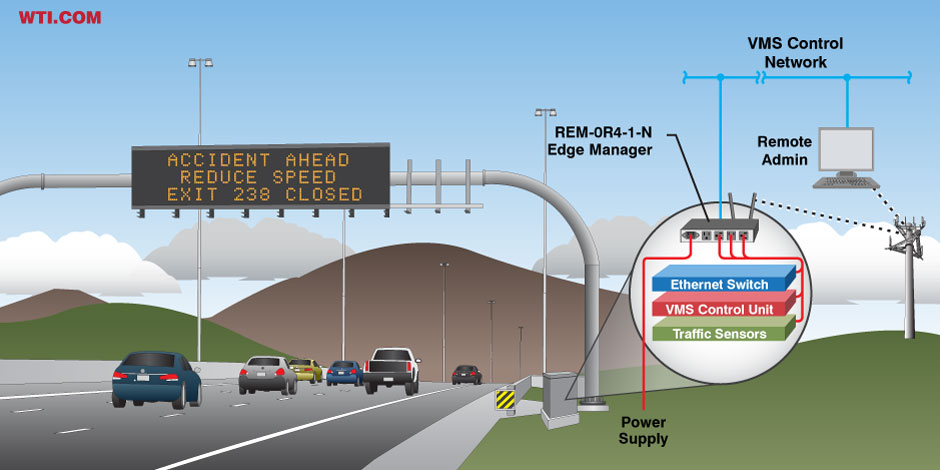 WTI.COM
VMS Control
Network
REM-0R4-1-N
Edge Manager
Remote
Admin
ACCIDENT AHEAD
REDUCE SPEED
EXIT 238 CLOSED
Ethernet Switch
VMS Control Unit
Traffic Sensors
Power
Supply